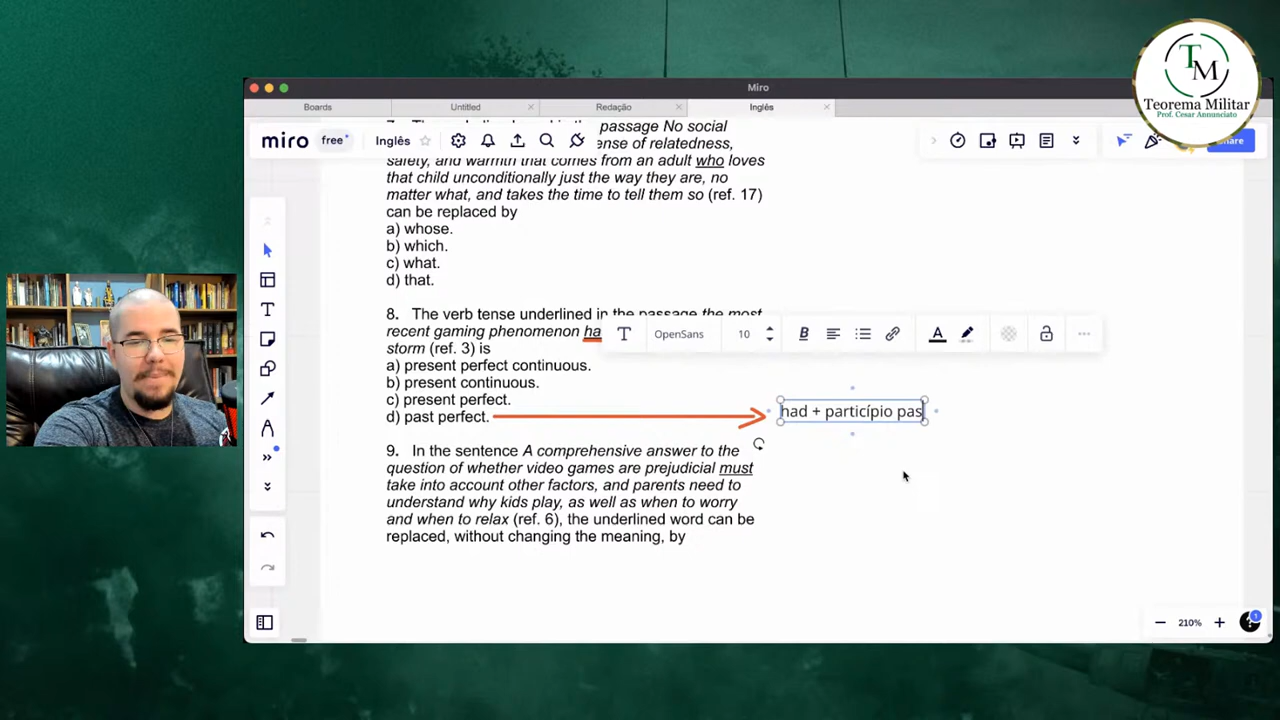 Miro
Boards
Untitled
Redação
Inglês
miro free Inglês
Share
passage No social
ense of relatedness,
safety, and warmth that comes from an adult who loves
that child unconditionally just the way they are, no
matter what, and takes the time to tell them so (ref. 17)
can be replaced by
a) whose.
b) which.
c) what.
d) that.
8. The verb tense underlined in the passage the most
recent gaming phenomenon ha
storm (ref. 3) is
a) present perfect continuous.
b) present continuous.
c) present perfect.
d) past perfect.
OpenSans 10
had + particípio pas
9. In the sentence A comprehensive answer to the
question of whether video games are prejudicial must
take into account other factors, and parents need to
understand why kids play, as well as when to worry
and when to relax (ref. 6), the underlined word can be
replaced, without changing the meaning, by
210%
TM
Teorema Militar
Prof. Cesar Annunciato